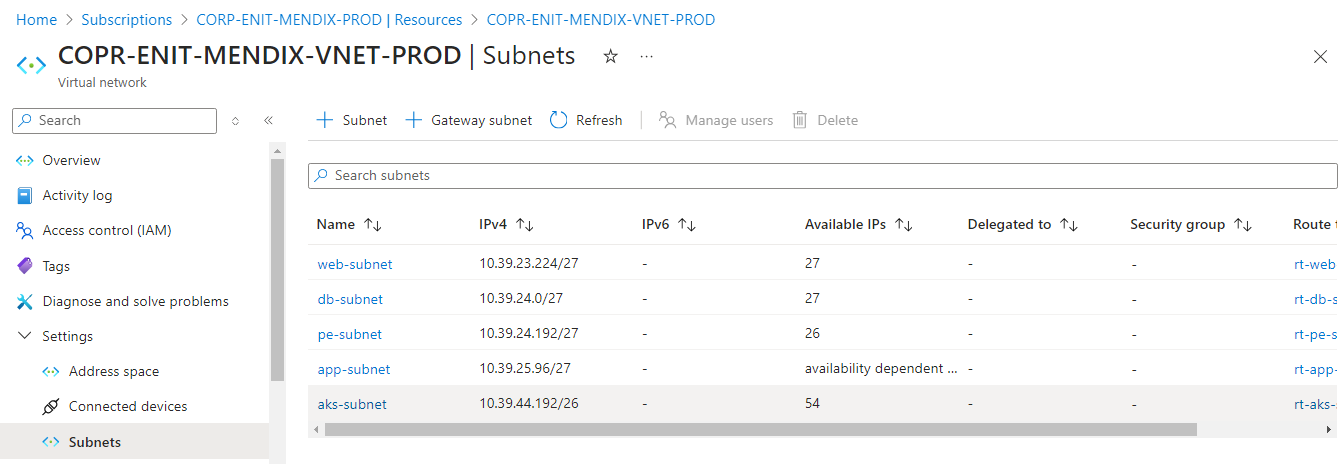 Home > Subscriptions > CORP-ENIT-MENDIX-PROD | Resources > COPR-ENIT-MENDIX-VNET-PROD
COPR-ENIT-MENDIX-VNET-PROD | Subnets ...
Virtual network
Search
+ Subnet + Gateway subnet Refresh Manage users Delete
Overview
Activity log
Access control (IAM)
Tags
Diagnose and solve problems
Settings
Address space
Connected devices
Subnets
Search subnets
Name IPv4 IPv6 Available IPs Delegated to Security group Route t
web-subnet 10.39.23.224/27 - 27 - - rt-web
db-subnet 10.39.24.0/27 - 27 - - rt-db-s
pe-subnet 10.39.24.192/27 - 26 - - rt-pe-s
app-subnet 10.39.25.96/27 - availability dependent ... - - rt-app-
aks-subnet 10.39.44.192/26 - 54 - - rt-aks-s